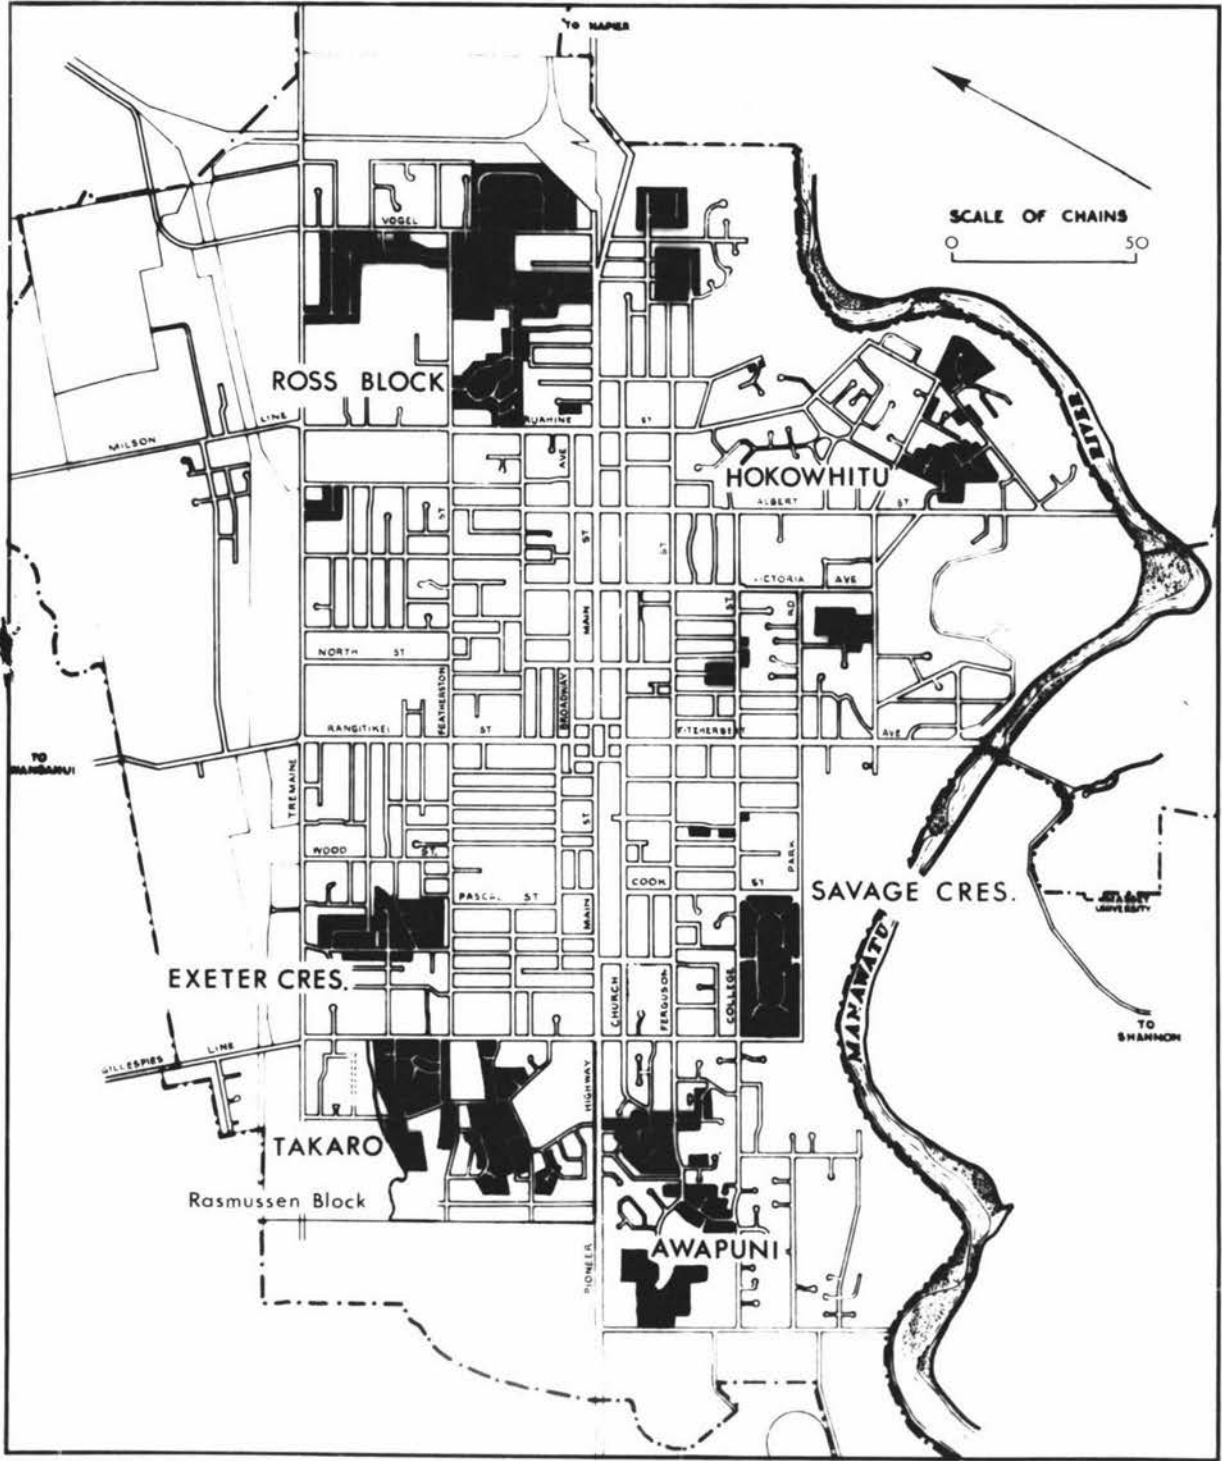 TO NAPIER
SCALE OF CHAINS
0 50
VOGEL
ROSS BLOCK
LINE
MILSON
RUAHINE ST
RIVER
AVE
HOKOWHITU
ALBERT ST
ST
ST
ST
VICTORIA AVE
MAIN
ST
RD
NORTH ST
FEATHERSTON
BROADWAY
RANGITIKEI ST
FITZHERBERT AVE
TO
WANGANUI
TREMAINE
ST
WOOD ST.
PARK
COOK ST
PASCAL ST
SAVAGE CRES.
MASSEY
UNIVERSITY
MAIN
MANAWATU
EXETER CRES.
CHURCH
FERGUSON
COLLEGE
TO
SHANNON
GILLESPIES LINE
HIGHWAY
TAKARO
Rasmussen Block
AWAPUNI
PIONEER